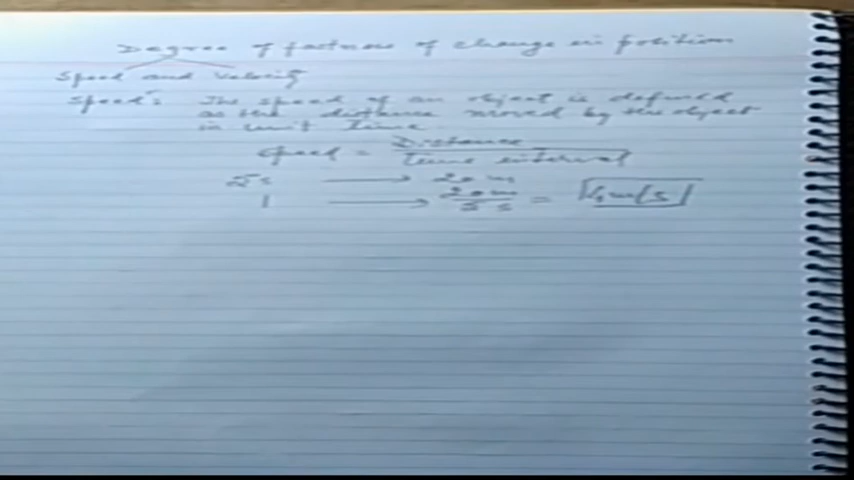 Degree of fastness of change in position
Speed and Velocity
Speed: The speed of an object is defined
as the distance moved by the object
in unit Time.
Speed = Distance / Time interval
5s → 20 m
1 → 20 m / 5 s = 4 m/s